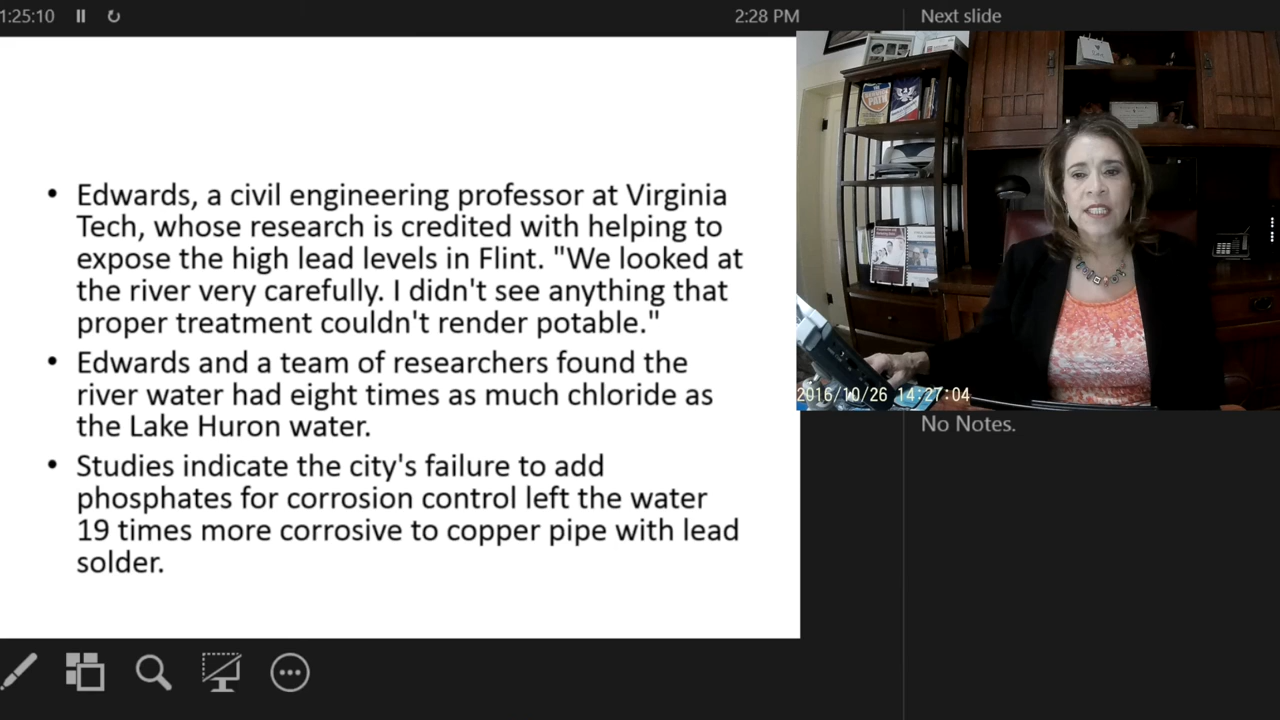 1:25:10
2:28 PM
Next slide
• Edwards, a civil engineering professor at Virginia
Tech, whose research is credited with helping to
expose the high lead levels in Flint. "We looked at
the river very carefully. I didn't see anything that
proper treatment couldn't render potable."
• Edwards and a team of researchers found the
river water had eight times as much chloride as
the Lake Huron water.
• Studies indicate the city's failure to add
phosphates for corrosion control left the water
19 times more corrosive to copper pipe with lead
solder.
PATH
2016/10/26 14:27:04
No Notes.